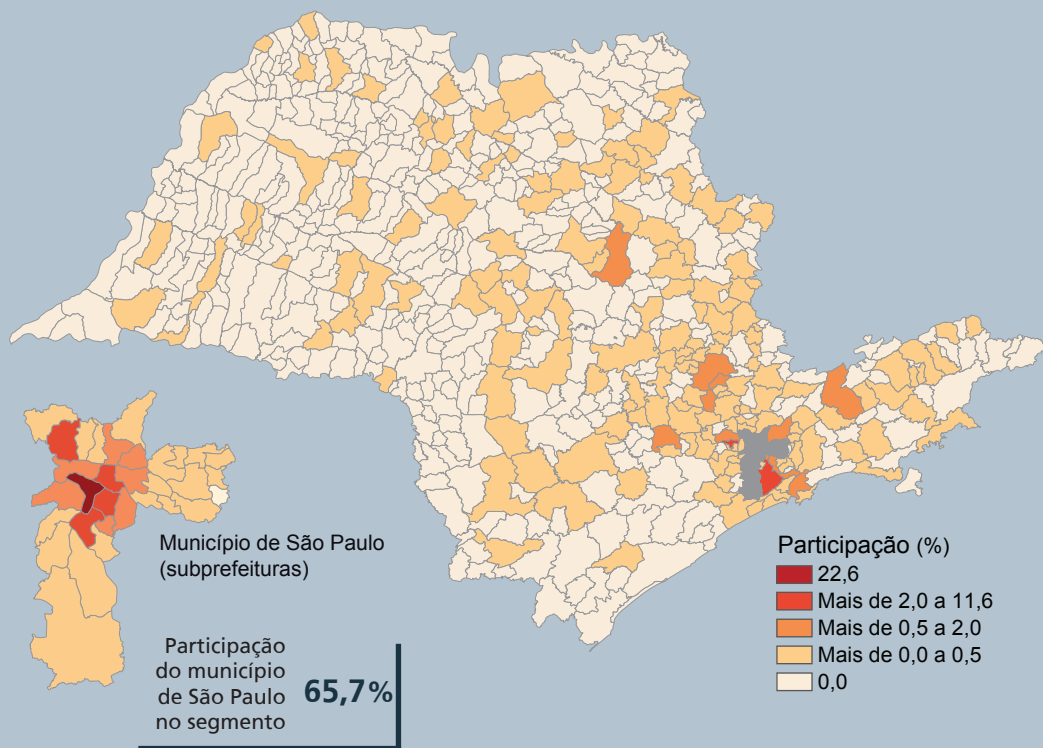 Município de São Paulo
(subprefeituras)
Participação
do município
de São Paulo
no segmento
65,7%
Participação (%)
22,6
Mais de 2,0 a 11,6
Mais de 0,5 a 2,0
Mais de 0,0 a 0,5
0,0